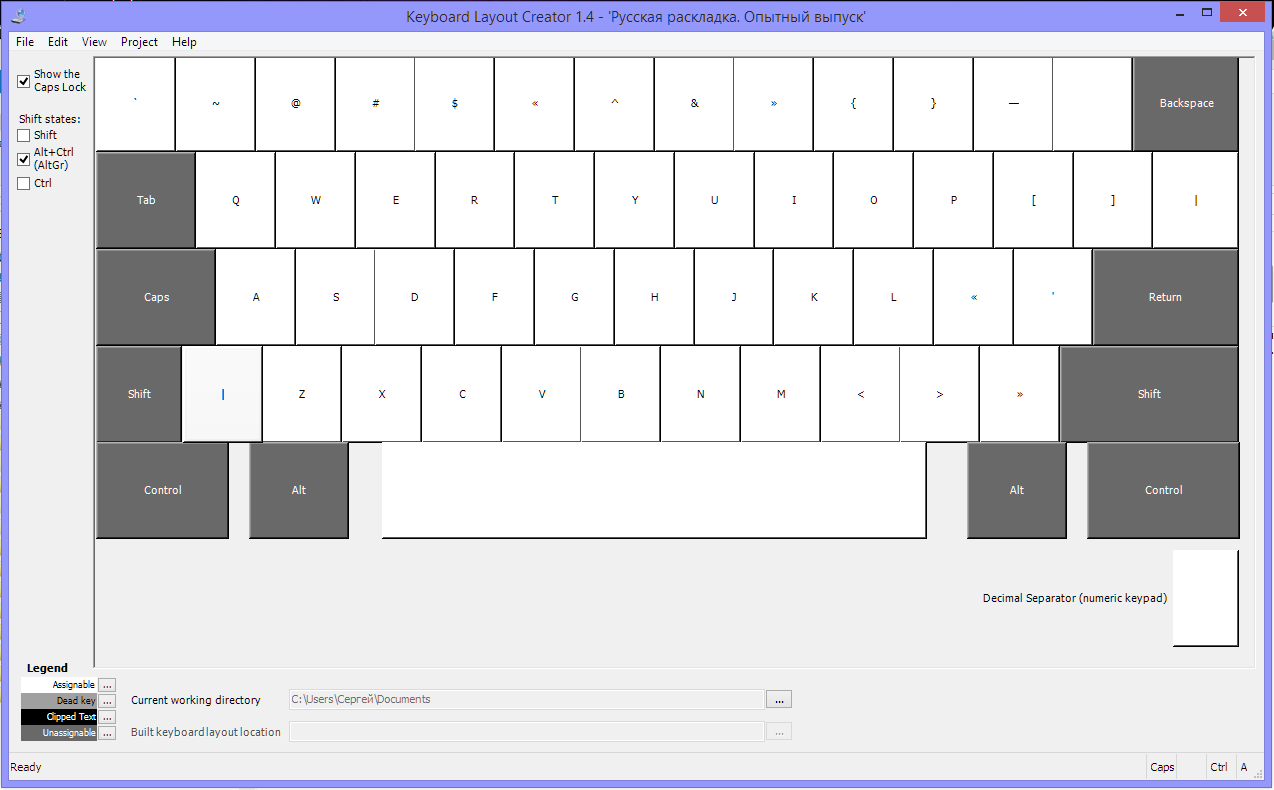 Keyboard Layout Creator 1.4 - 'Русская раскладка. Опытный выпуск'
File Edit View Project Help
Show the
Caps Lock
Shift states:
Shift
Alt+Ctrl
(AltGr)
Ctrl
` ~ @ # $ « ^ & » { } — Backspace
Tab Q W E R T Y U I O P [ ] |
Caps A S D F G H J K L « ' Return
Shift | Z X C V B N M < > » Shift
Control Alt Alt Control
Decimal Separator (numeric keypad)
Legend
Assignable ...
Dead key ...
Clipped Text ...
Unassignable ...
Current working directory C:\Users\Сергей\Documents ...
Built keyboard layout location ...
Ready Caps Ctrl A